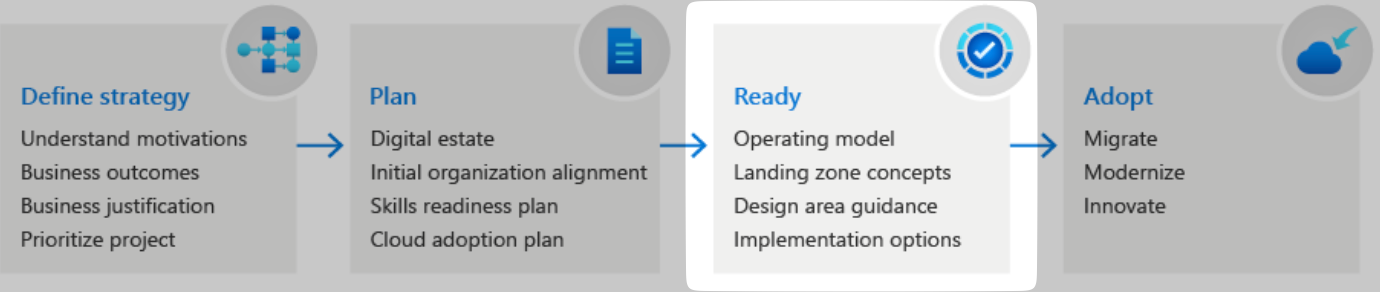 Define strategy
Understand motivations
Business outcomes
Business justification
Prioritize project
Plan
Digital estate
Initial organization alignment
Skills readiness plan
Cloud adoption plan
Ready
Operating model
Landing zone concepts
Design area guidance
Implementation options
Adopt
Migrate
Modernize
Innovate